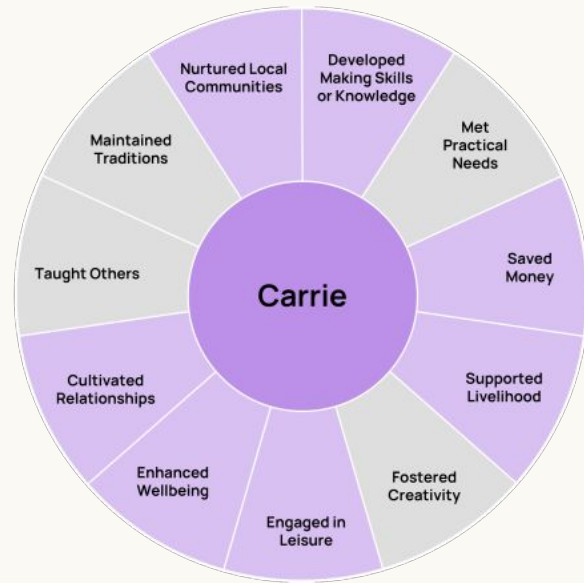 Developed
Making Skills
or Knowledge
Met
Practical
Needs
Saved
Money
Supported
Livelihood
Fostered
Creativity
Engaged in
Leisure
Enhanced
Wellbeing
Cultivated
Relationships
Taught Others
Maintained
Traditions
Nurtured Local
Communities
Carrie